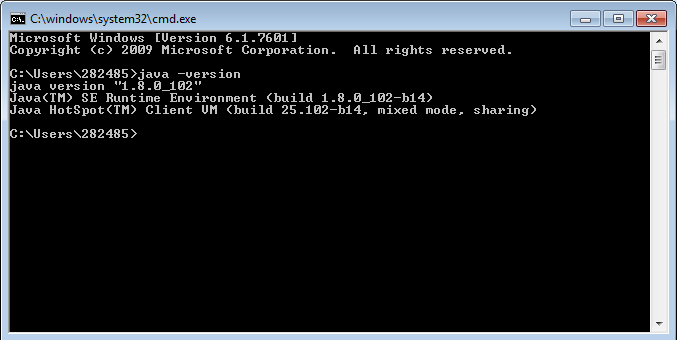 C:\windows\system32\cmd.exe
Microsoft Windows [Version 6.1.7601]
Copyright (c) 2009 Microsoft Corporation.  All rights reserved.
C:\Users\282485>java -version
java version "1.8.0_102"
Java(TM) SE Runtime Environment (build 1.8.0_102-b14)
Java HotSpot(TM) Client VM (build 25.102-b14, mixed mode, sharing)
C:\Users\282485>